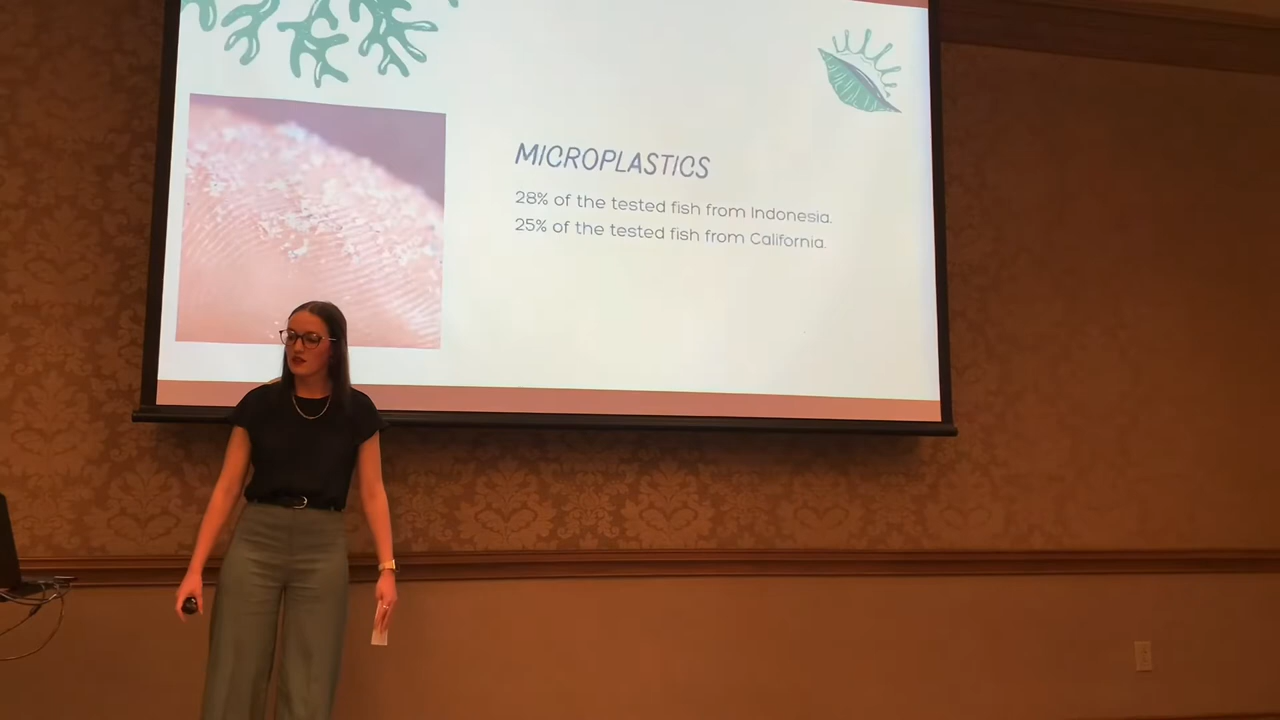 MICROPLASTICS
28% of the tested fish from Indonesia.
25% of the tested fish from California.